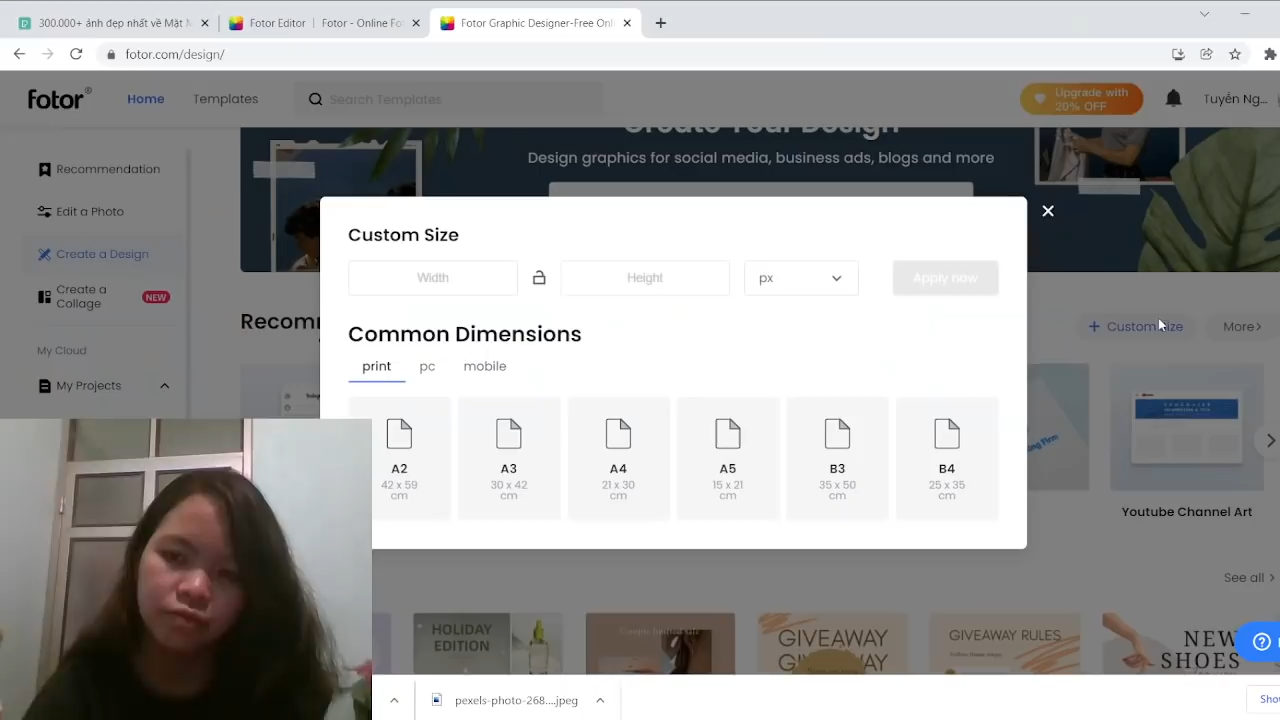 300.000+ ảnh đẹp nhất về Mặt
Fotor Editor | Fotor - Online Fo
Fotor Graphic Designer-Free Onl
fotor.com/design/
fotor®
Home
Templates
Search Templates
Upgrade with
20% OFF
Tuyến Ng...
Recommendation
Edit a Photo
Create a Design
Create a
Collage
NEW
My Cloud
My Projects
Create Your Design
Design graphics for social media, business ads, blogs and more
Custom Size
Width
Height
px
Apply now
Common Dimensions
print
pc
mobile
A2
42 x 59
cm
A3
30 x 42
cm
A4
21 x 30
cm
A5
15 x 21
cm
B3
35 x 50
cm
B4
25 x 35
cm
Recom
+ Custom Size
More>
Youtube Channel Art
See all >
HOLIDAY
EDITION
GIVEAWAY
GIVEAWAY
GIVEAWAY RULES
NEW
SHOES
pexels-photo-268....jpeg
Sho